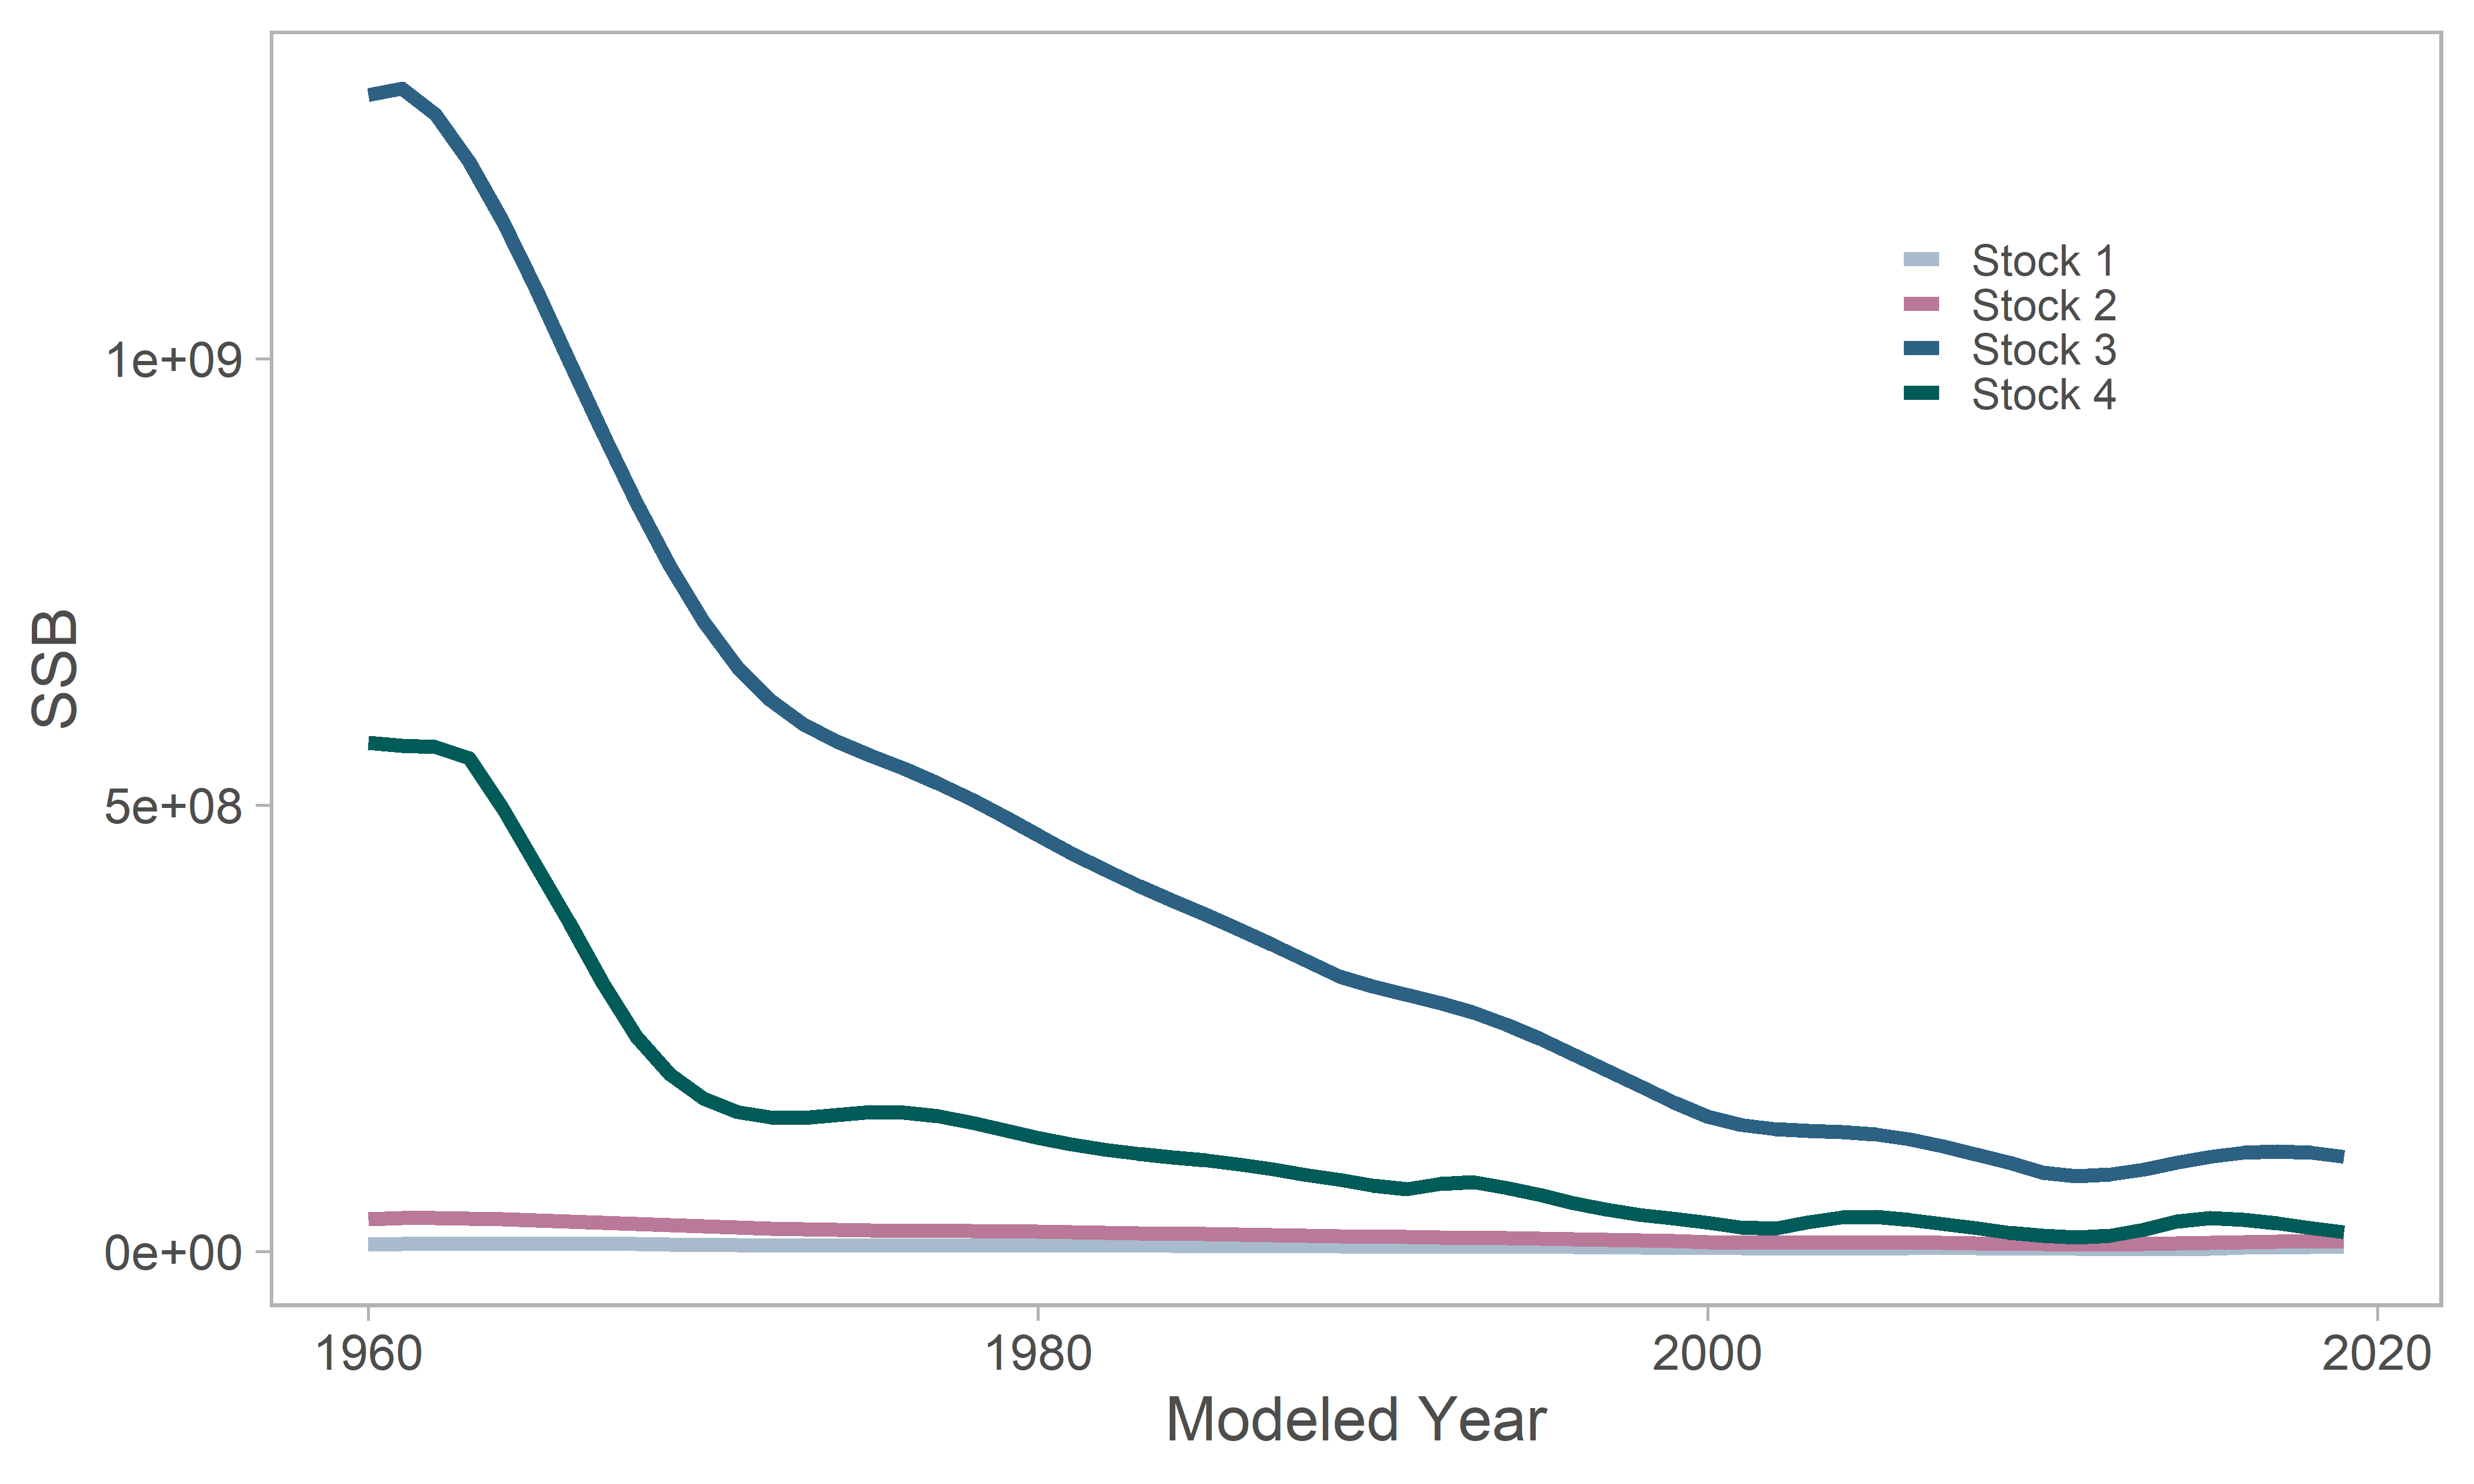 SSB
1e+09
5e+08
0e+00
Stock 1
Stock 2
Stock 3
Stock 4
1960 1980 2000 2020
Modeled Year